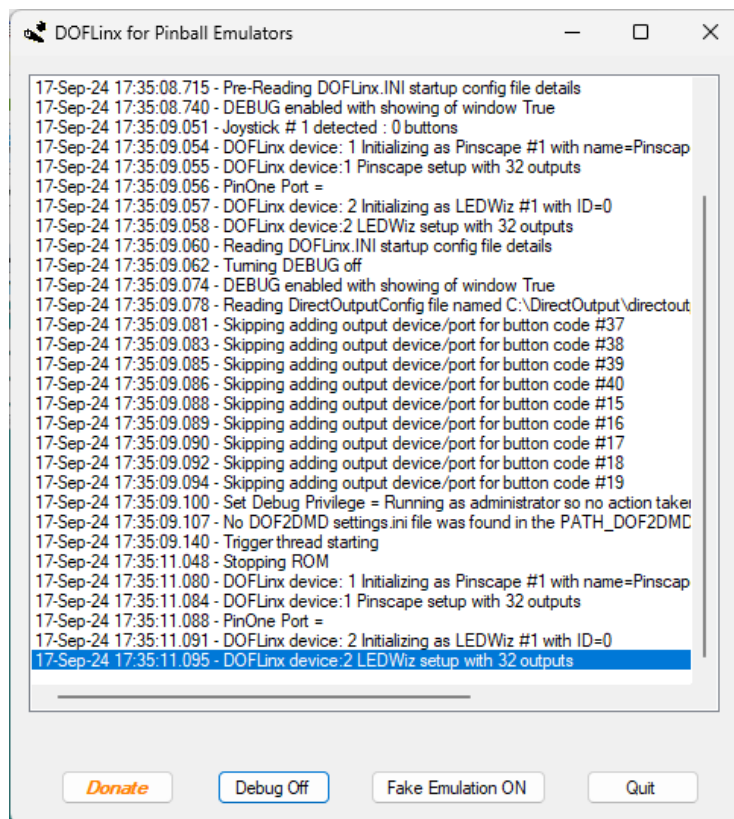 DOFLinx for Pinball Emulators
17-Sep-24 17:35:08.715 - Pre-Reading DOFLinx.INI startup config file details
17-Sep-24 17:35:08.740 - DEBUG enabled with showing of window True
17-Sep-24 17:35:09.051 - Joystick # 1 detected : 0 buttons
17-Sep-24 17:35:09.054 - DOFLinx device: 1 Initializing as Pinscape #1 with name=Pinscap
17-Sep-24 17:35:09.055 - DOFLinx device:1 Pinscape setup with 32 outputs
17-Sep-24 17:35:09.056 - PinOne Port =
17-Sep-24 17:35:09.057 - DOFLinx device: 2 Initializing as LEDWiz #1 with ID=0
17-Sep-24 17:35:09.058 - DOFLinx device:2 LEDWiz setup with 32 outputs
17-Sep-24 17:35:09.060 - Reading DOFLinx.INI startup config file details
17-Sep-24 17:35:09.062 - Turning DEBUG off
17-Sep-24 17:35:09.074 - DEBUG enabled with showing of window True
17-Sep-24 17:35:09.078 - Reading DirectOutputConfig file named C:\DirectOutput\directout
17-Sep-24 17:35:09.081 - Skipping adding output device/port for button code #37
17-Sep-24 17:35:09.083 - Skipping adding output device/port for button code #38
17-Sep-24 17:35:09.085 - Skipping adding output device/port for button code #39
17-Sep-24 17:35:09.086 - Skipping adding output device/port for button code #40
17-Sep-24 17:35:09.088 - Skipping adding output device/port for button code #15
17-Sep-24 17:35:09.089 - Skipping adding output device/port for button code #16
17-Sep-24 17:35:09.090 - Skipping adding output device/port for button code #17
17-Sep-24 17:35:09.092 - Skipping adding output device/port for button code #18
17-Sep-24 17:35:09.094 - Skipping adding output device/port for button code #19
17-Sep-24 17:35:09.100 - Set Debug Privilege = Running as administrator so no action taker
17-Sep-24 17:35:09.107 - No DOF2DMD settings.ini file was found in the PATH_DOF2DMD
17-Sep-24 17:35:09.140 - Trigger thread starting
17-Sep-24 17:35:11.048 - Stopping ROM
17-Sep-24 17:35:11.080 - DOFLinx device: 1 Initializing as Pinscape #1 with name=Pinscap
17-Sep-24 17:35:11.084 - DOFLinx device:1 Pinscape setup with 32 outputs
17-Sep-24 17:35:11.088 - PinOne Port =
17-Sep-24 17:35:11.091 - DOFLinx device: 2 Initializing as LEDWiz #1 with ID=0
17-Sep-24 17:35:11.095 - DOFLinx device:2 LEDWiz setup with 32 outputs
Donate Debug Off Fake Emulation ON Quit